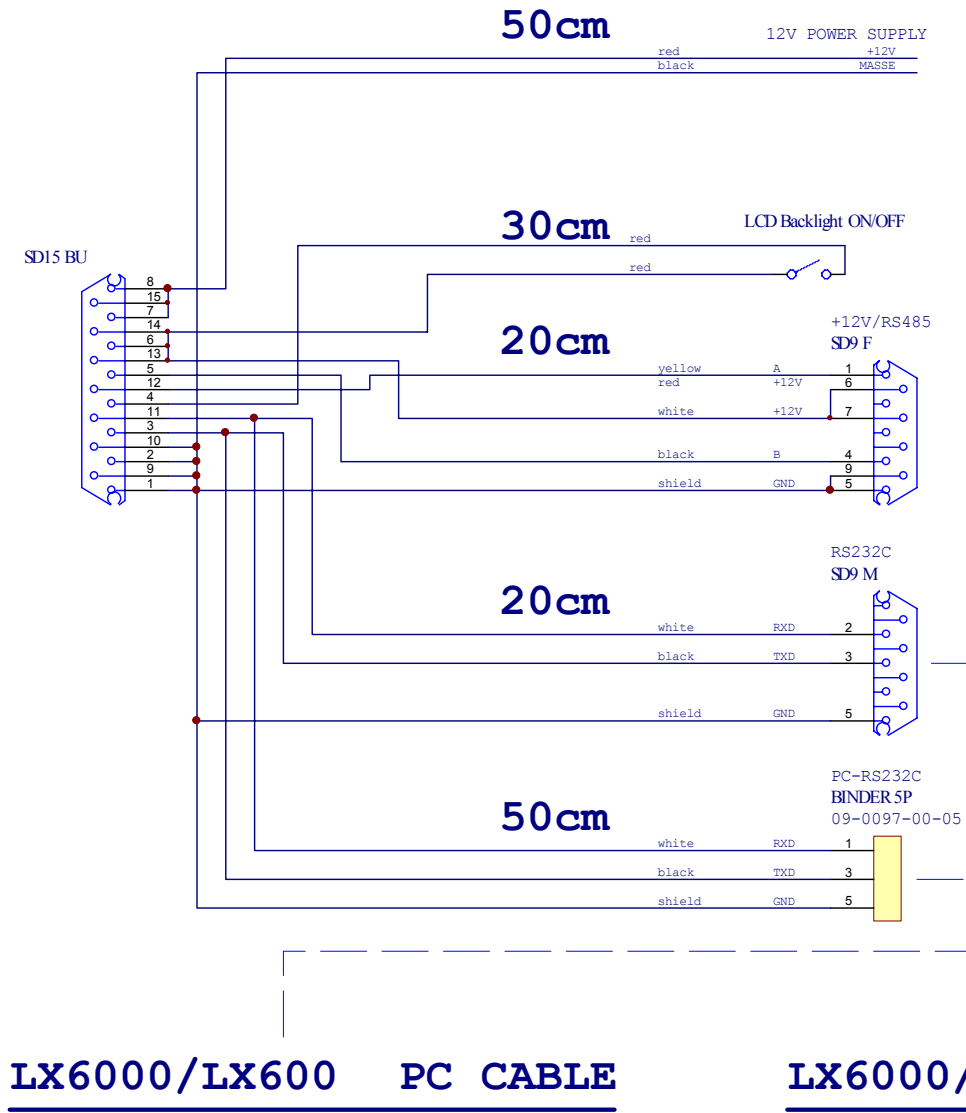 50cm
12V POWER SUPPLY
red +12V
black MASSE
30cm
LCD Backlight ON/OFF
red
red
SD15 BU
8
15
7
14
6
13
5
12
4
11
3
10
2
9
1
20cm
+12V/RS485
SD9 F
yellow A 1
red +12V 6
white +12V 7
black B 4
9
shield GND 5
RS232C
SD9 M
20cm
white RXD 2
black TXD 3
shield GND 5
PC-RS232C
BINDER 5P
09-0097-00-05
50cm
white RXD 1
black TXD 3
shield GND 5
LX6000/LX600 PC CABLE
LX6000/